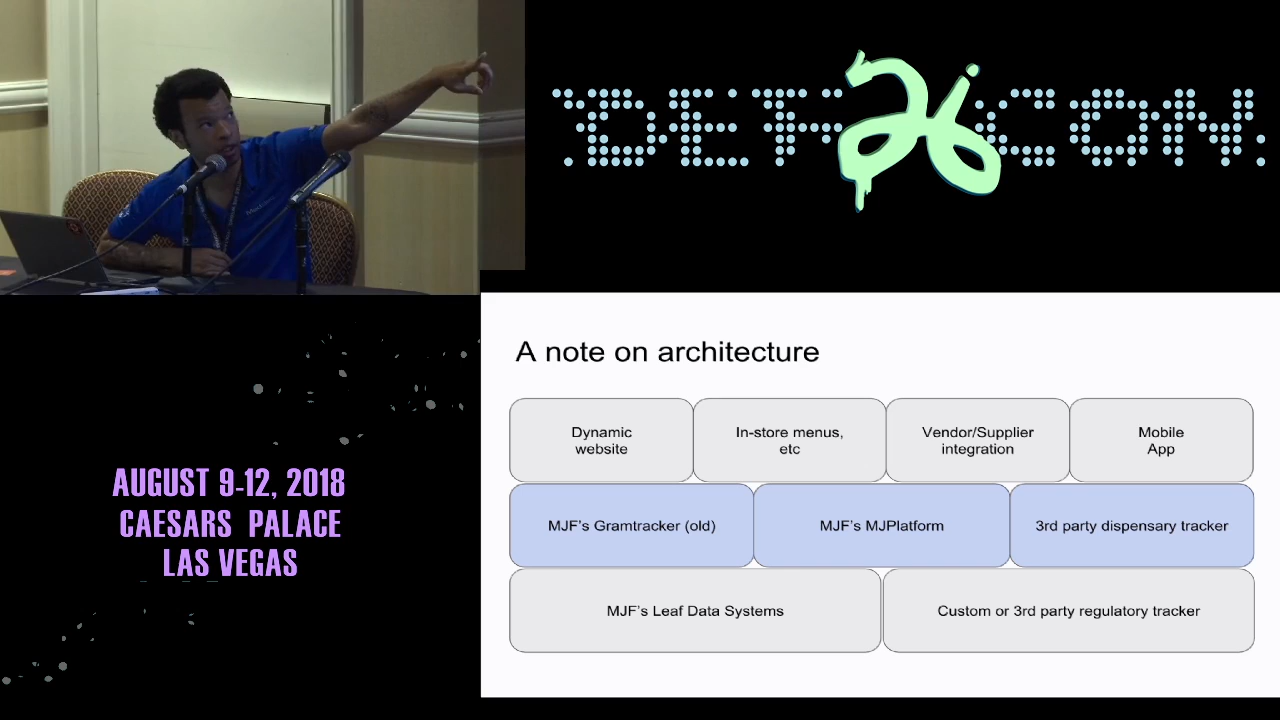 DEF CON
26
AUGUST 9-12, 2018
CAESARS PALACE
LAS VEGAS
A note on architecture
Dynamic
website
In-store menus,
etc
Vendor/Supplier
integration
Mobile
App
MJF's Gramtracker (old)
MJF's MJPlatform
3rd party dispensary tracker
MJF's Leaf Data Systems
Custom or 3rd party regulatory tracker